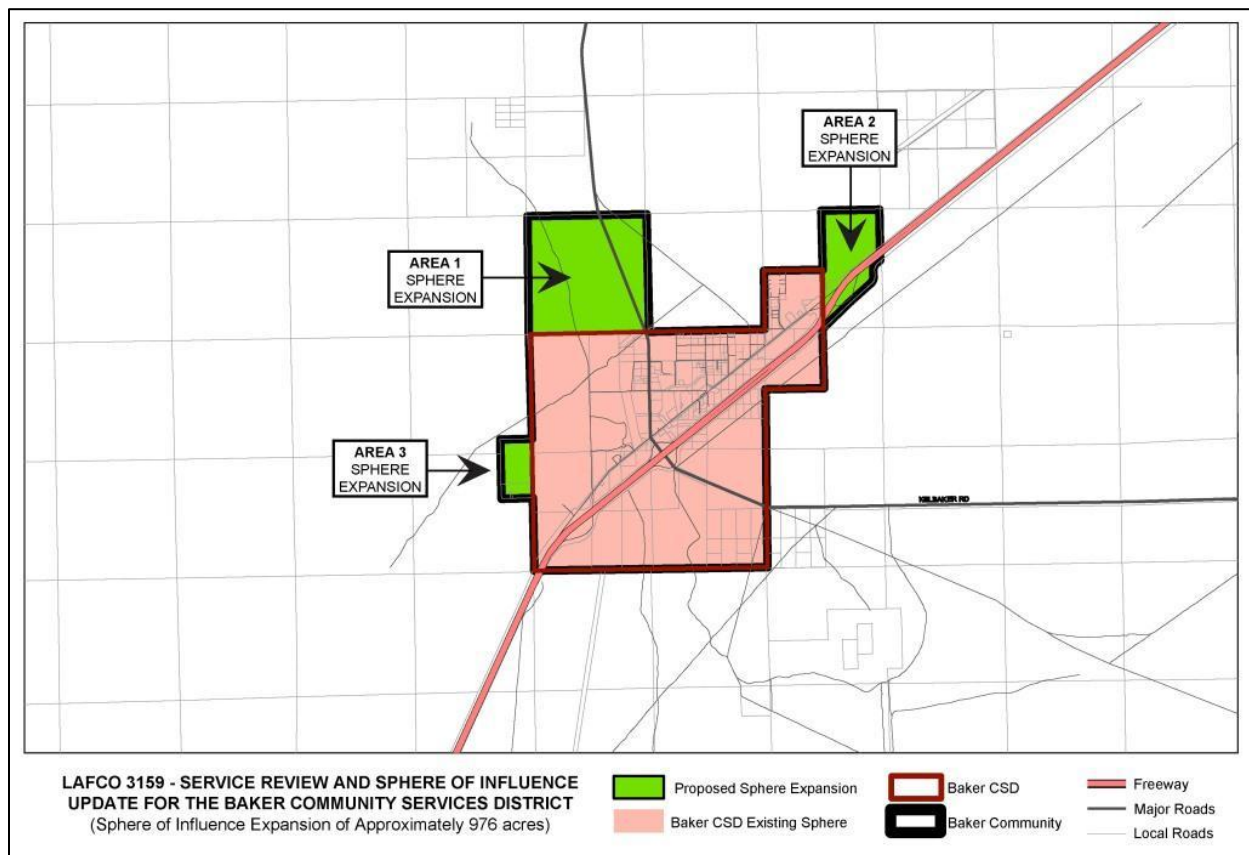 AREA 2
SPHERE
EXPANSION
AREA 1
SPHERE
EXPANSION
AREA 3
SPHERE
EXPANSION
KELBAKER RD
LAFCO 3159 - SERVICE REVIEW AND SPHERE OF INFLUENCE
UPDATE FOR THE BAKER COMMUNITY SERVICES DISTRICT
(Sphere of Influence Expansion of Approximately 976 acres)
Proposed Sphere Expansion
Baker CSD Existing Sphere
Baker CSD
Baker Community
Freeway
Major Roads
Local Roads